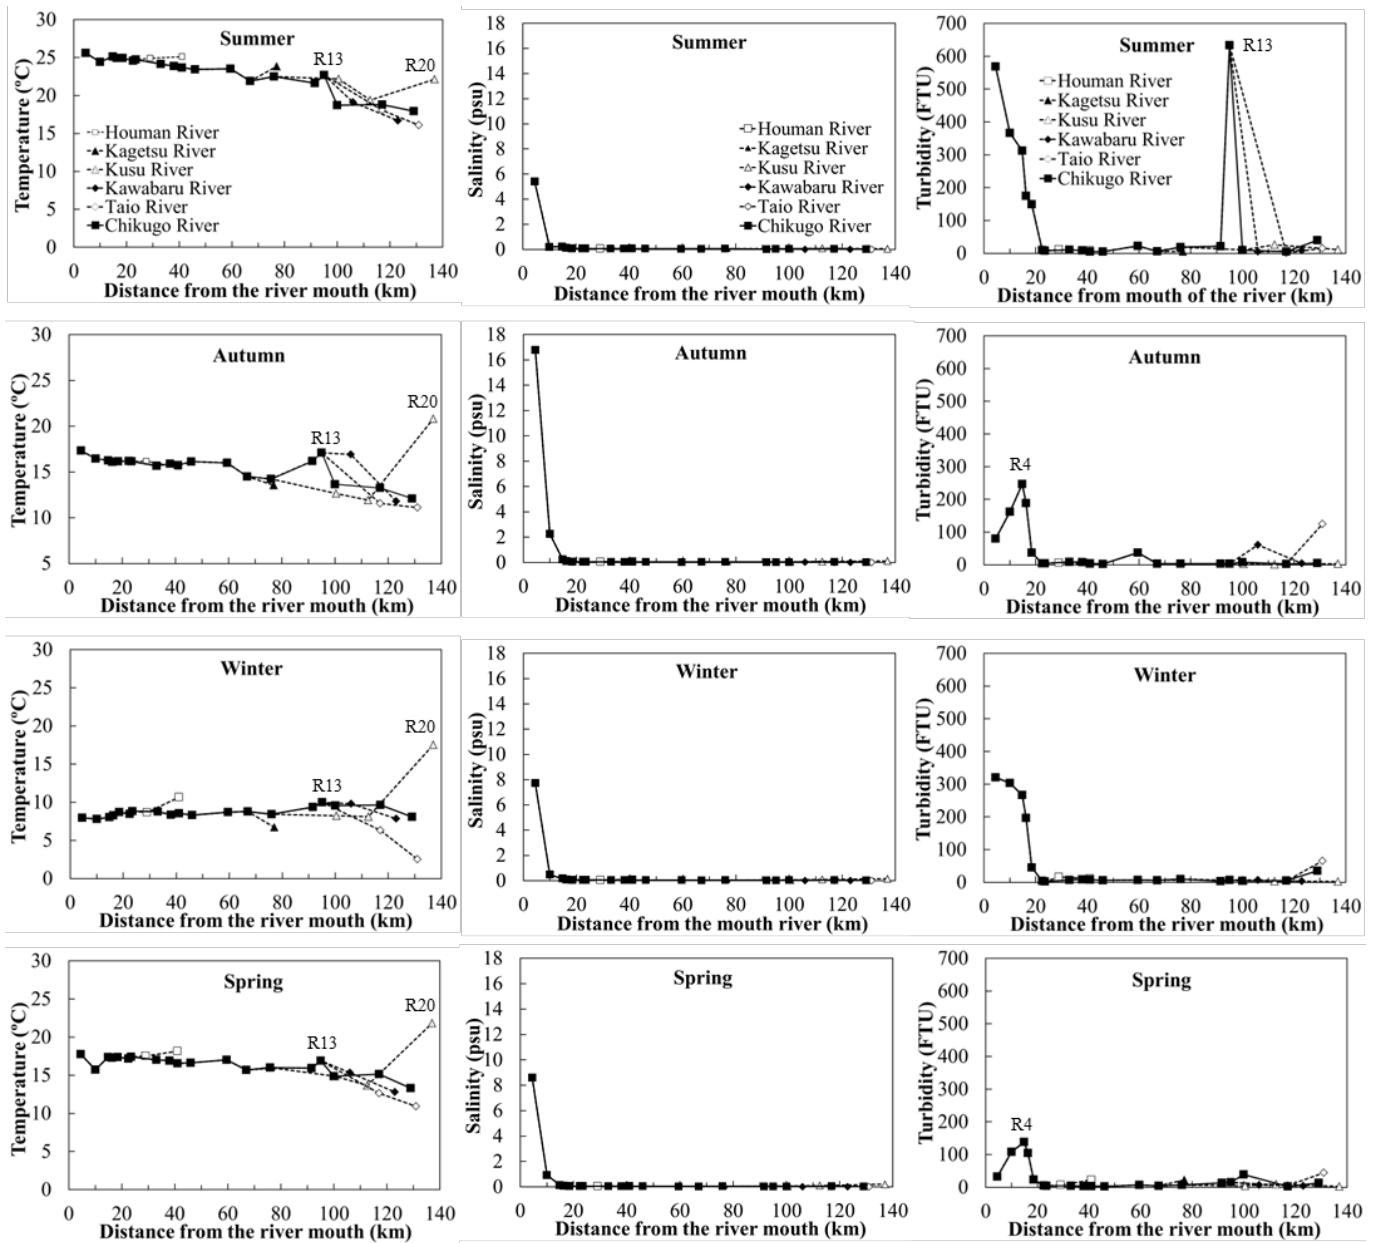 Summer
R13
R20
Temperature (°C)
30
25
20
15
10
5
0
Houman River
Kagetsu River
Kusu River
Kawabaru River
Taio River
Chikugo River
0 20 40 60 80 100 120 140
Distance from the river mouth (km)
Summer
Salinity (psu)
18
16
14
12
10
8
6
4
2
0
Houman River
Kagetsu River
Kusu River
Kawabaru River
Taio River
Chikugo River
0 20 40 60 80 100 120 140
Distance from the river mouth (km)
Summer
R13
Turbidity (FTU)
700
600
500
400
300
200
100
0
Houman River
Kagetsu River
Kusu River
Kawabaru River
Taio River
Chikugo River
0 20 40 60 80 100 120 140
Distance from mouth of the river (km)
Autumn
R20
R13
Temperature (°C)
30
25
20
15
10
5
0 20 40 60 80 100 120 140
Distance from the river mouth (km)
Autumn
Salinity (psu)
18
16
14
12
10
8
6
4
2
0
0 20 40 60 80 100 120 140
Distance from the river mouth (km)
Autumn
R4
Turbidity (FTU)
700
600
500
400
300
200
100
0
0 20 40 60 80 100 120 140
Distance from the river mouth (km)
Winter
R20
R13
Temperature (°C)
30
25
20
15
10
5
0
0 20 40 60 80 100 120 140
Distance from the river mouth (km)
Winter
Salinity (psu)
18
16
14
12
10
8
6
4
2
0
0 20 40 60 80 100 120 140
Distance from the mouth river (km)
Winter
Turbidity (FTU)
700
600
500
400
300
200
100
0
0 20 40 60 80 100 120 140
Distance from the river mouth (km)
Spring
R20
R13
Temperature (°C)
30
25
20
15
10
5
0
0 20 40 60 80 100 120 140
Distance from the river mouth (km)
Spring
Salinity (psu)
18
16
14
12
10
8
6
4
2
0
0 20 40 60 80 100 120 140
Distance from the river mouth (km)
Spring
R4
Turbidity (FTU)
700
600
500
400
300
200
100
0
0 20 40 60 80 100 120 140
Distance from the river mouth (km)